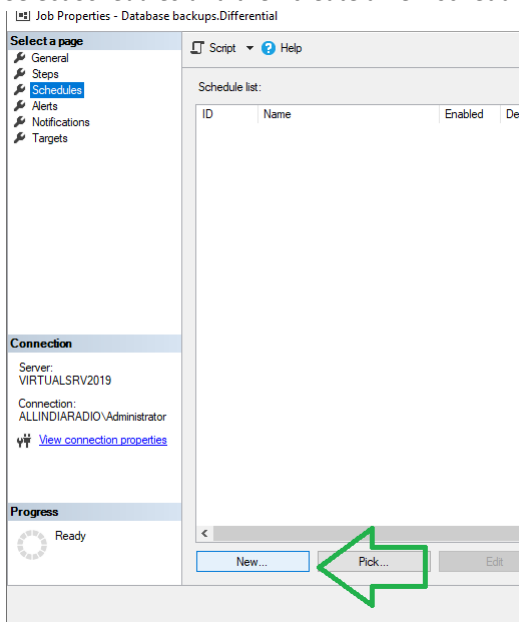 Job Properties - Database backups.Differential
Select a page
General
Steps
Schedules
Alerts
Notifications
Targets
Script
Help
Schedule list:
ID Name Enabled De
Connection
Server:
VIRTUALSRV2019
Connection:
ALLINDIARADIO\Administrator
View connection properties
Progress
Ready
New... Pick... Edit